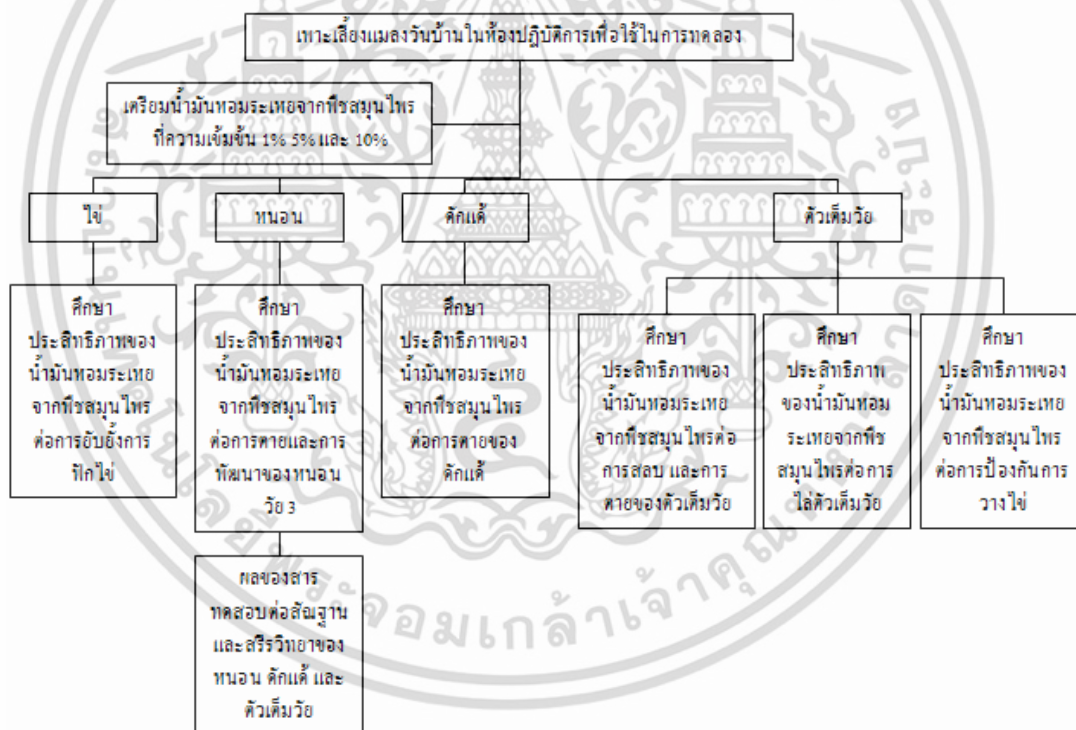 เพาะเลี้ยงแมลงวันบ้านในห้องปฏิบัติการเพื่อใช้ในการทดลอง
เตรียมน้ำมันหอมระเหยจากพืชสมุนไพร
ที่ความเข้มข้น 1% 5% และ 10%
ไข่
หนอน
ดักแด้
ตัวเต็มวัย
ศึกษา
ประสิทธิภาพของ
น้ำมันหอมระเหย
จากพืชสมุนไพร
ต่อการยับยั้งการ
ฟักไข่
ศึกษา
ประสิทธิภาพของ
น้ำมันหอมระเหย
จากพืชสมุนไพร
ต่อการตายและการ
พัฒนาของหนอน
วัย 3
ศึกษา
ประสิทธิภาพของ
น้ำมันหอมระเหย
จากพืชสมุนไพร
ต่อการตายของ
ดักแด้
ศึกษา
ประสิทธิภาพของ
น้ำมันหอมระเหย
จากพืชสมุนไพรต่อ
การสลบ และการ
ตายของตัวเต็มวัย
ศึกษา
ประสิทธิภาพ
ของน้ำมันหอม
ระเหยจากพืช
สมุนไพรต่อการ
ไล่ตัวเต็มวัย
ศึกษา
ประสิทธิภาพของ
น้ำมันหอมระเหย
จากพืชสมุนไพร
ต่อการป้องกันการ
วางไข่
ผลของสาร
ทดสอบต่อสัณฐาน
และสรีรวิทยาของ
หนอน ดักแด้ และ
ตัวเต็มวัย
พระจอมเกล้าเจ้าคุณทหาร